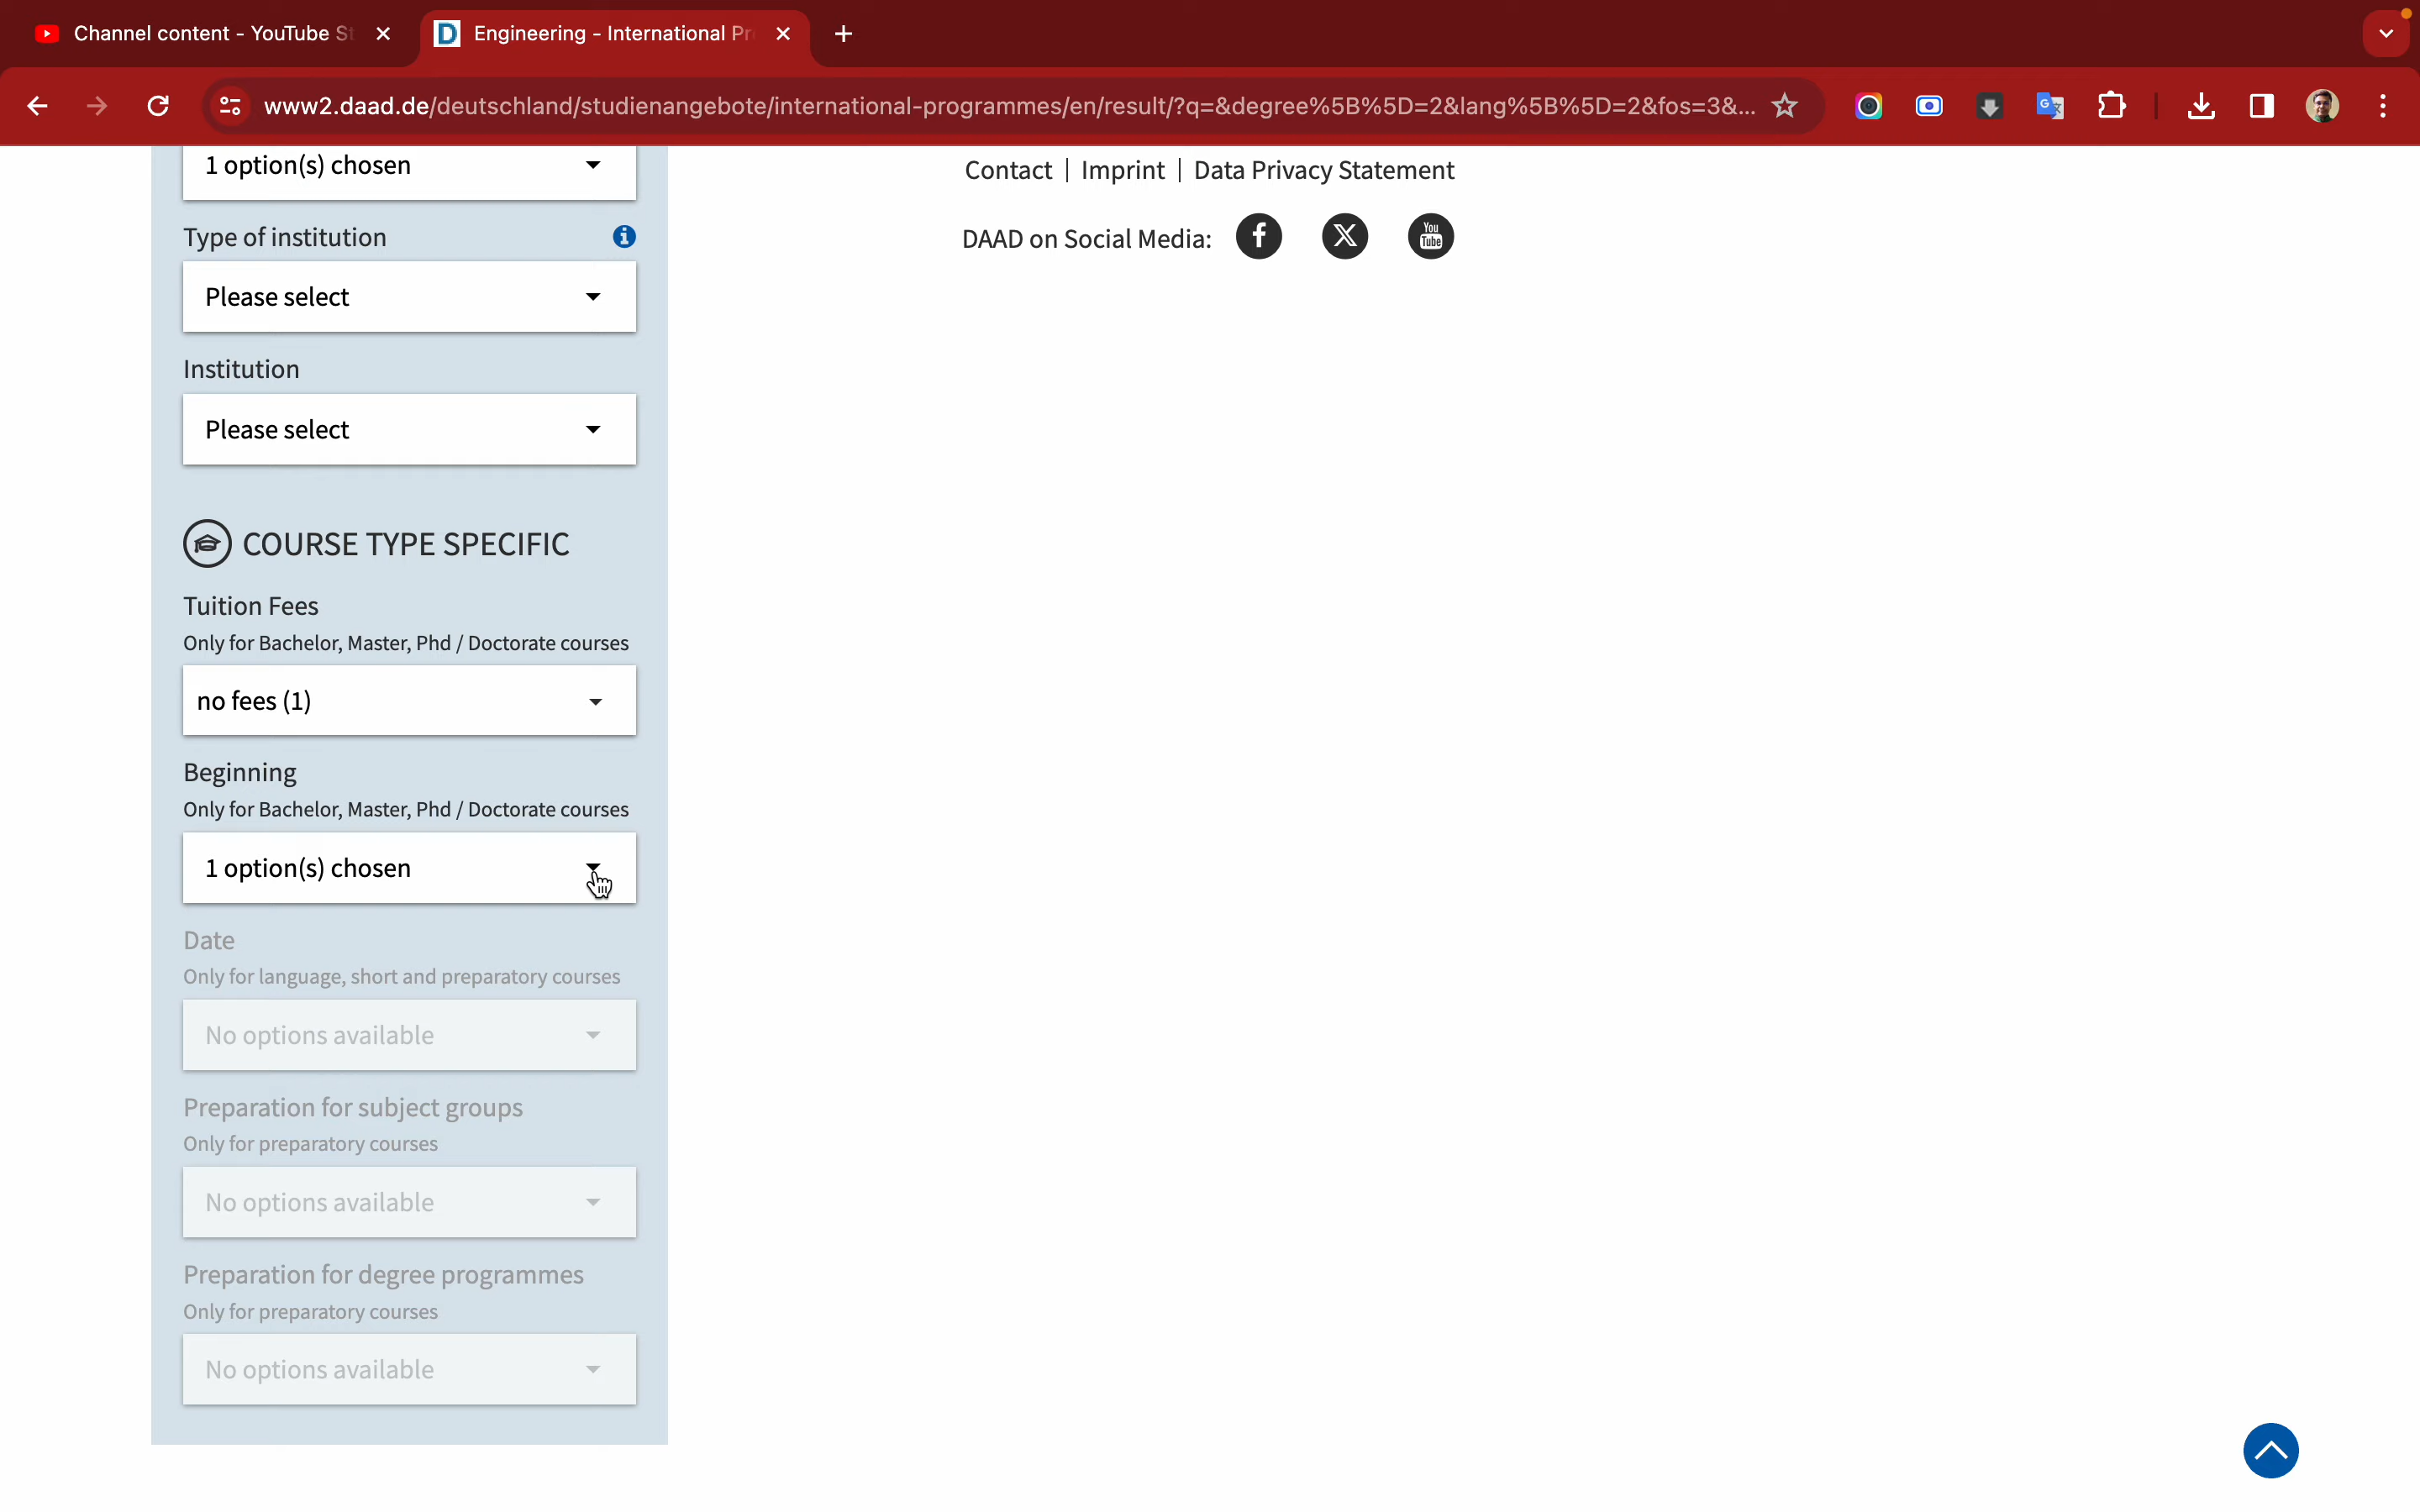 Channel content - YouTube St
Engineering - International Pr
www2.daad.de/deutschland/studienangebote/international-programmes/en/result/?q=&degree%5B%5D=2&lang%5B%5D=2&fos=3&...
1 option(s) chosen
Contact | Imprint | Data Privacy Statement
Type of institution
DAAD on Social Media:
You
Tube
Please select
Institution
Please select
COURSE TYPE SPECIFIC
Tuition Fees
Only for Bachelor, Master, Phd / Doctorate courses
no fees (1)
Beginning
Only for Bachelor, Master, Phd / Doctorate courses
1 option(s) chosen
Date
Only for language, short and preparatory courses
No options available
Preparation for subject groups
Only for preparatory courses
No options available
Preparation for degree programmes
Only for preparatory courses
No options available